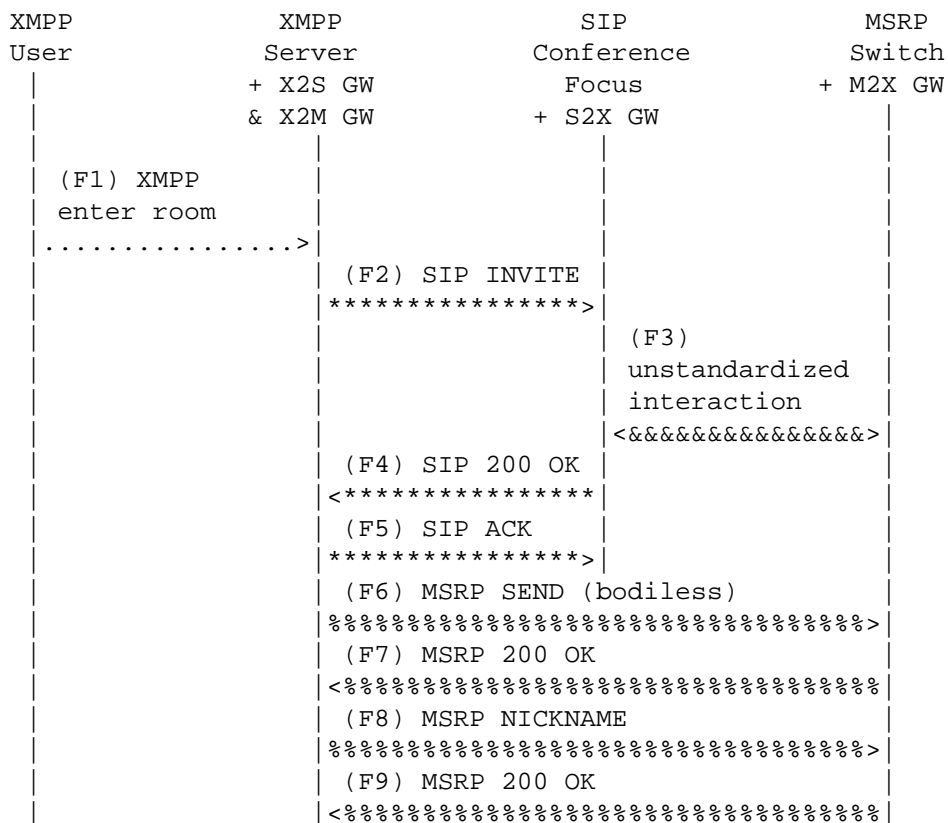 XMPP XMPP SIP MSRP
User Server Conference Switch
| + X2S GW Focus + M2X GW
| & X2M GW + S2X GW |
| | | |
| (F1) XMPP | | |
| enter room | | |
|................>| | |
| | (F2) SIP INVITE | |
| |****************>| |
| | | (F3) |
| | | unstandardized |
| | | interaction |
| | |<&&&&&&&&&&&&&&&>|
| | (F4) SIP 200 OK | |
| |<****************| |
| | (F5) SIP ACK | |
| |****************>| |
| | (F6) MSRP SEND (bodiless) |
| |%%%%%%%%%%%%%%%%%%%%%%%%%%%%%%%%%%>|
| | (F7) MSRP 200 OK |
| |<%%%%%%%%%%%%%%%%%%%%%%%%%%%%%%%%%%|
| | (F8) MSRP NICKNAME |
| |%%%%%%%%%%%%%%%%%%%%%%%%%%%%%%%%%%>|
| | (F9) MSRP 200 OK |
| |<%%%%%%%%%%%%%%%%%%%%%%%%%%%%%%%%%%|